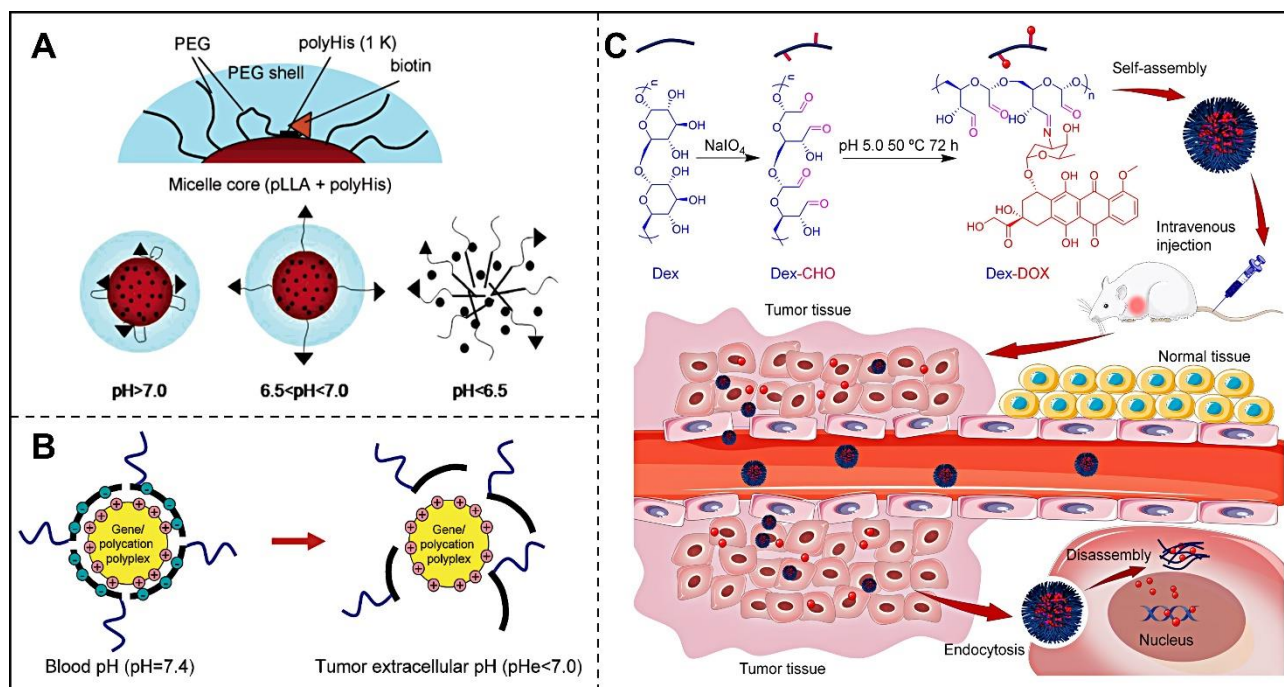 A
PEG
polyHis (1 K)
PEG shell
biotin
Micelle core (pLLA + polyHis)
pH>7.0
6.5<pH<7.0
pH<6.5
B
Gene/
polycation
polyplex
Gene/
polycation
polyplex
Blood pH (pH=7.4)
Tumor extracellular pH (pHe<7.0)
C
NaIO₄
pH 5.0 50 ºC 72 h
Self-assembly
Dex
Dex-CHO
Dex-DOX
Intravenous
injection
Tumor tissue
Normal tissue
Disassembly
Nucleus
Endocytosis
Tumor tissue